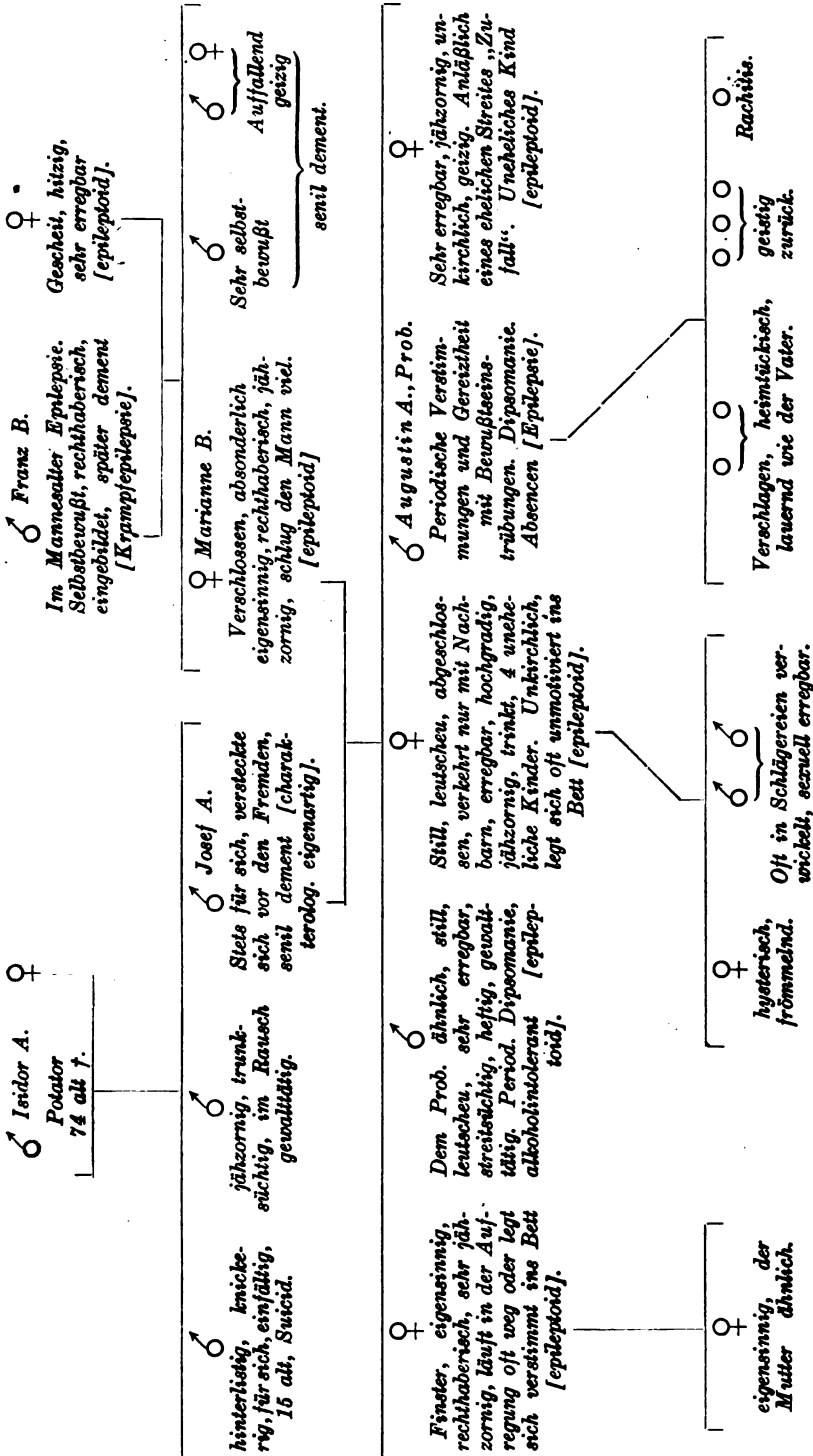 ♂ Isidor A.
Potator
74 alt †.
♀
♂ Franz B.
Im Mannesalter Epilepsie.
Selbstbewußt, rechthaberisch,
eingebildet, später dement
[Krampfepilepsie].
♀
Gescheit, hitzig,
sehr erregbar
[epileptoid].
♂
hinterlistig, knicke-
rig, für sich, einfältig,
15 alt, Suicid.
♂
jähzornig, trunk-
süchtig, im Rausch
gewalttätig.
♂ Josef A.
Stets für sich, versteckte
sich vor den Fremden,
senil dement [charak-
terolog. eigenartig].
♀ Marianne B.
Verschlossen, absonderlich
eigensinnig, rechthaberisch, jäh-
zornig, schlug den Mann viel.
[epileptoid]
♂
Sehr selbst-
bewußt
♂ ♀
Auffallend
geizig
senil dement.
♀
Finster, eigensinnig,
rechthaberisch, sehr jäh-
zornig, läuft in der Auf-
regung oft weg oder legt
sich verstimmt ins Bett
[epileptoid].
♂
Dem Prob. ähnlich, still,
leutscheu, sehr erregbar,
streitsüchtig, heftig, gewalt-
tätig. Period. Dipsomanie,
alkoholintolerant [epilep-
toid].
♀
Still, leutscheu, abgeschlos-
sen, verkehrt nur mit Nach-
barn, erregbar, hochgradig,
jähzornig, trinkt, 4 unehe-
liche Kinder. Unkirchlich,
legt sich oft unmotiviert ins
Bett [epileptoid].
♂ Augustin A., Prob.
Periodische Verstim-
mungen und Gereiztheit
mit Bewußtseins-
trübungen. Dipsomanie.
Absencen [Epilepsie].
♀
Sehr erregbar, jähzornig, un-
kirchlich, geizig. Anläßlich
eines ehelichen Streites „Zu-
fall“. Uneheliches Kind
[epileptoid].
♀
eigensinnig, der
Mutter ähnlich.
♀
hysterisch,
frömmelnd.
♂ ♂
Oft in Schlägereien ver-
wickelt, sexuell erregbar.
Verschlagen, heimtückisch,
lauernd wie der Vater.
geistig
zurück.
Rachitis.